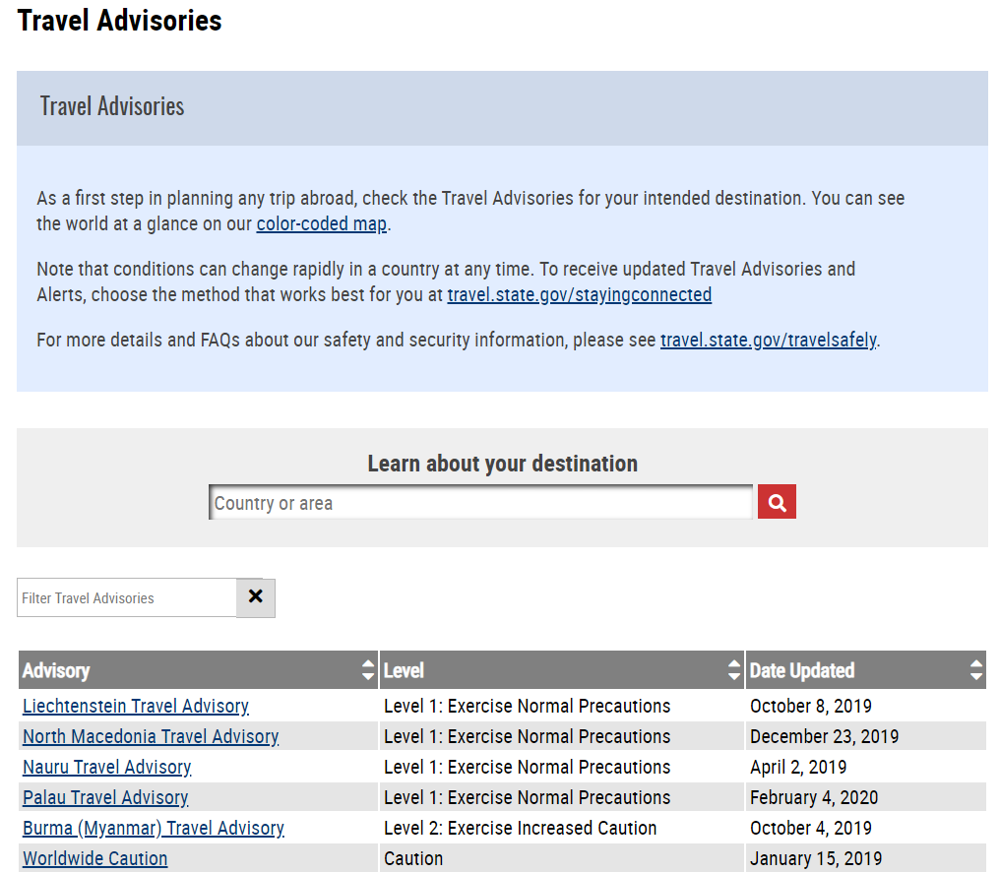 Travel Advisories
Travel Advisories
As a first step in planning any trip abroad, check the Travel Advisories for your intended destination. You can see
the world at a glance on our color-coded map.
Note that conditions can change rapidly in a country at any time. To receive updated Travel Advisories and
Alerts, choose the method that works best for you at travel.state.gov/stayingconnected
For more details and FAQs about our safety and security information, please see travel.state.gov/travelsafely.
Learn about your destination
Country or area
Filter Travel Advisories
Advisory Level Date Updated
Liechtenstein Travel Advisory Level 1: Exercise Normal Precautions October 8, 2019
North Macedonia Travel Advisory Level 1: Exercise Normal Precautions December 23, 2019
Nauru Travel Advisory Level 1: Exercise Normal Precautions April 2, 2019
Palau Travel Advisory Level 1: Exercise Normal Precautions February 4, 2020
Burma (Myanmar) Travel Advisory Level 2: Exercise Increased Caution October 4, 2019
Worldwide Caution Caution January 15, 2019